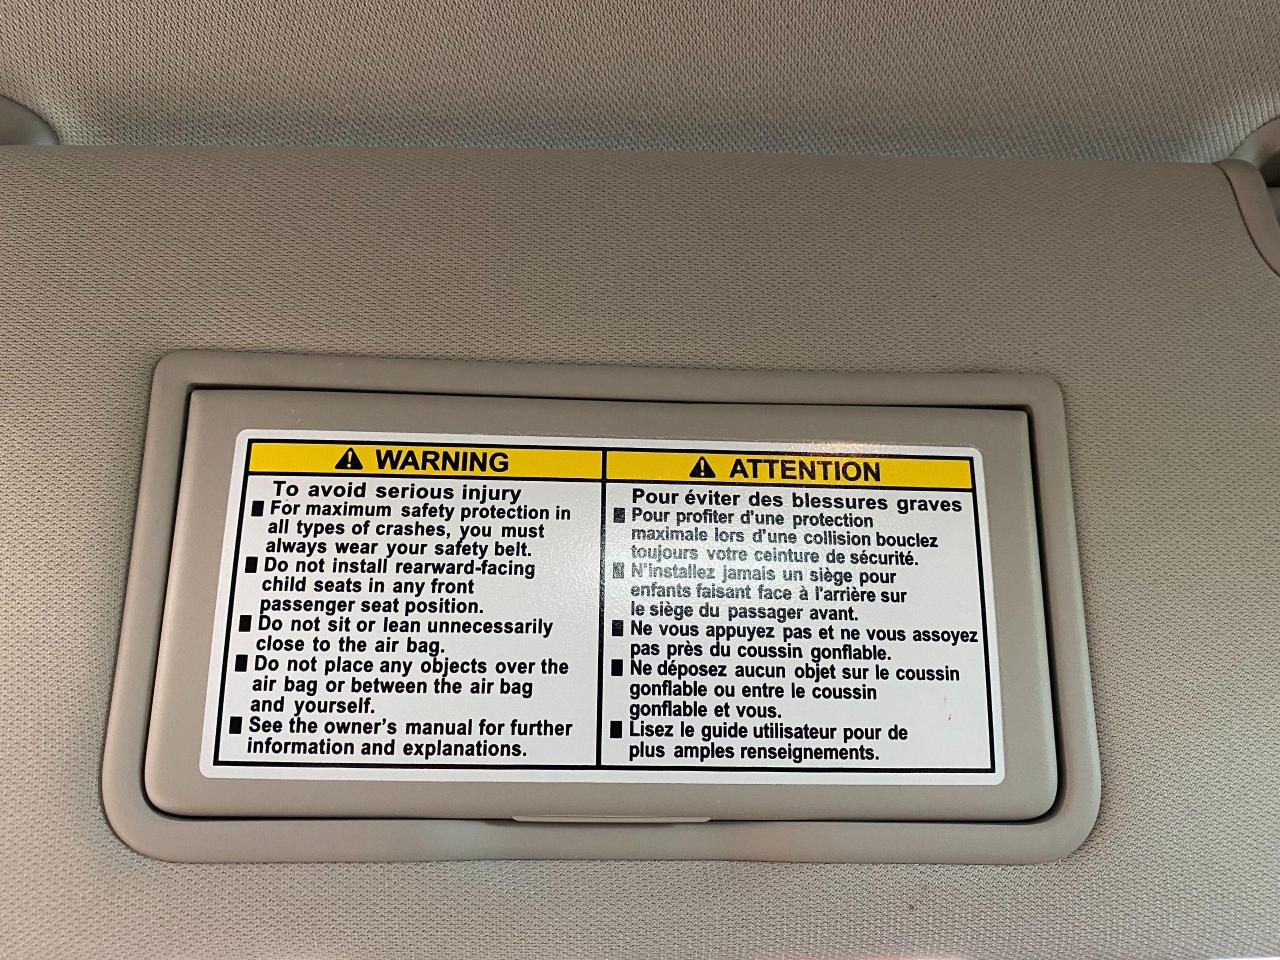 WARNING
To avoid serious injury
For maximum safety protection in
all types of crashes, you must
always wear your safety belt.
Do not install rearward-facing
child seats in any front
passenger seat position.
Do not sit or lean unnecessarily
close to the air bag.
Do not place any objects over the
air bag or between the air bag
and yourself.
See the owner's manual for further
information and explanations.
ATTENTION
Pour éviter des blessures graves
Pour profiter d'une protection
maximale lors d'une collision bouclez
toujours votre ceinture de sécurité.
N'installez jamais un siège pour
enfants faisant face à l'arrière sur
le siège du passager avant.
Ne vous appuyez pas et ne vous assoyez
pas près du coussin gonflable.
Ne déposez aucun objet sur le coussin
gonflable ou entre le coussin
gonflable et vous.
Lisez le guide utilisateur pour de
plus amples renseignements.